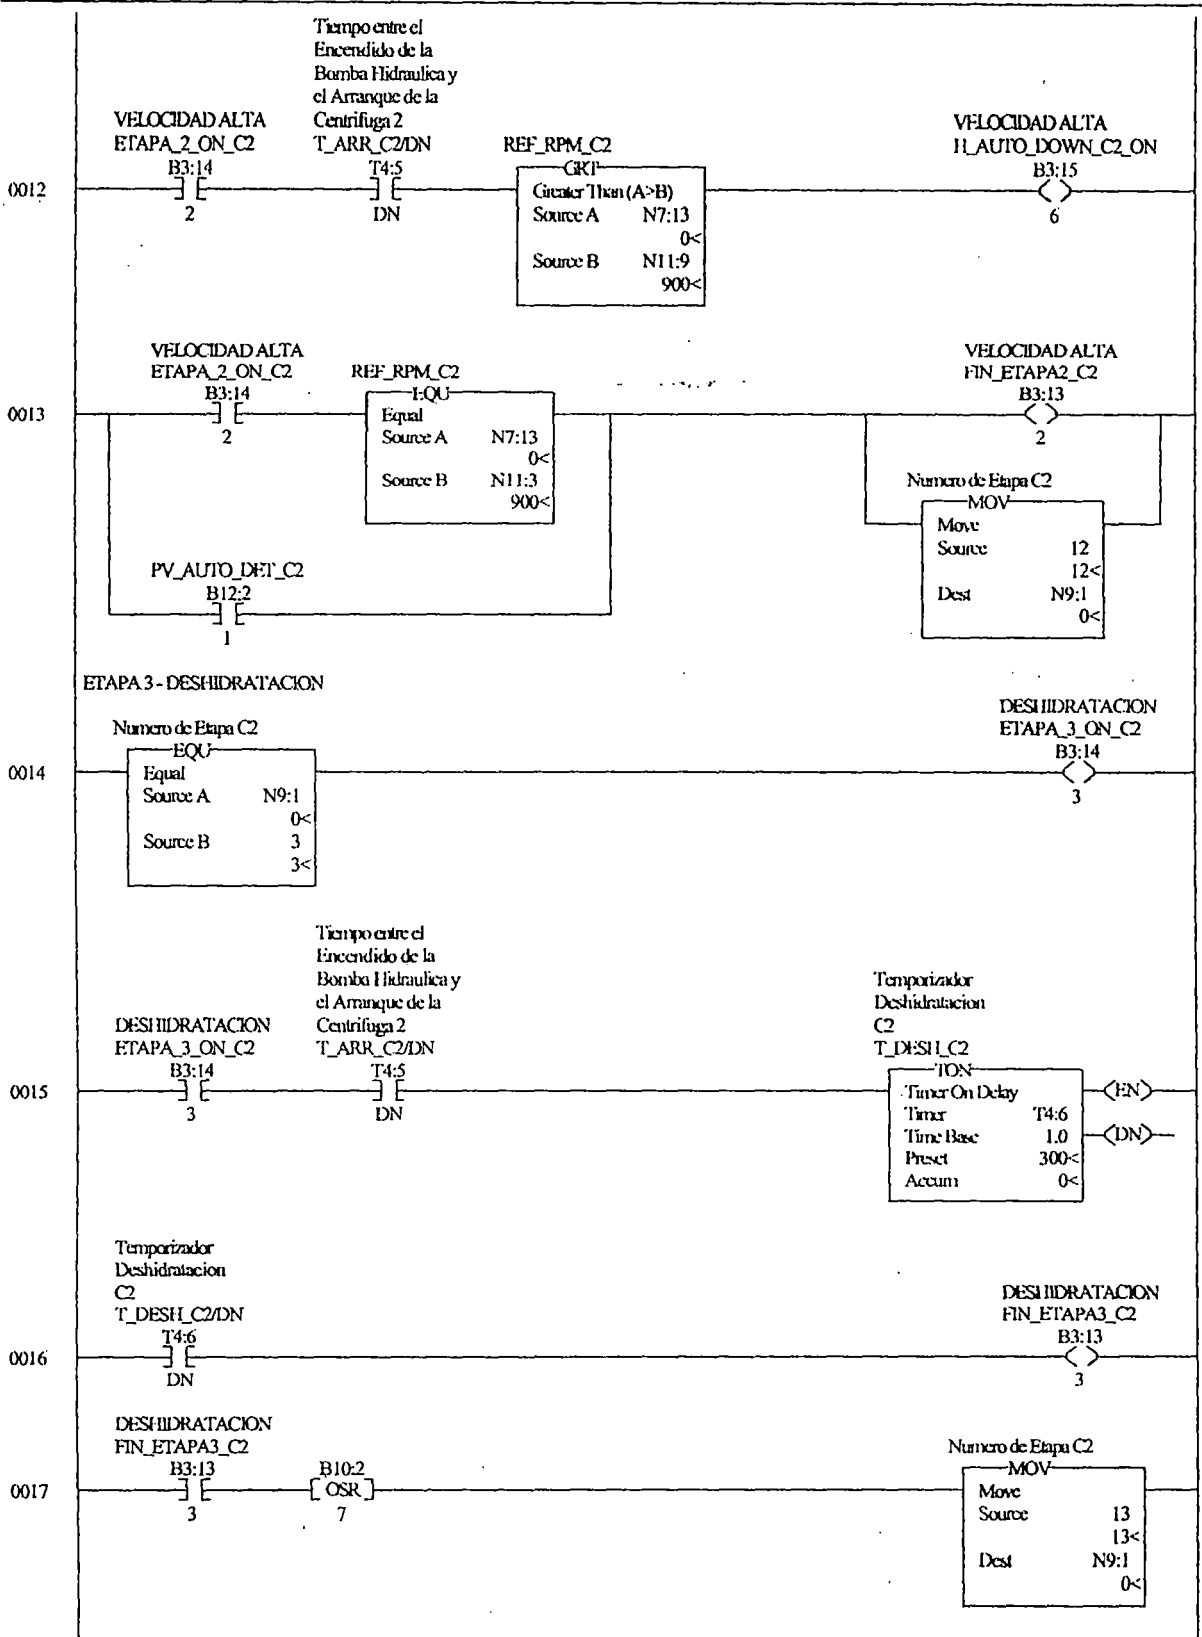 Tiempo entre el
Encendido de la
Bomba Hidraulica y
el Arranque de la
Centrifuga 2
VELOCIDAD ALTA
ETAPA_2_ON_C2
T_ARR_C2/DN
REF_RPM_C2
VELOCIDAD ALTA
H_AUTO_DOWN_C2_ON
B3:14
T4:5
GRT
B3:15
0012
2
DN
Greater Than (A>B)
6
Source A N7:13
0<
Source B N11:9
900<
VELOCIDAD ALTA
ETAPA_2_ON_C2
REF_RPM_C2
VELOCIDAD ALTA
FIN_ETAPA2_C2
B3:14
EQU
B3:13
0013
2
Equal
2
Source A N7:13
0<
Source B N11:3
900<
Numero de Etapa C2
MOV
Move
Source 12
12<
Dest N9:1
0<
PV_AUTO_DET_C2
B12:2
1
ETAPA 3 - DESHIDRATACION
Numero de Etapa C2
DESHIDRATACION
ETAPA_3_ON_C2
EQU
B3:14
0014
Equal
3
Source A N9:1
0<
Source B 3
3<
Tiempo entre el
Encendido de la
Bomba Hidraulica y
el Arranque de la
Centrifuga 2
DESHIDRATACION
ETAPA_3_ON_C2
T_ARR_C2/DN
Temporizador
Deshidratacion
C2
T_DESH_C2
B3:14
T4:5
TON
0015
3
DN
Timer On Delay
EN
Timer T4:6
Time Base 1.0
DN
Preset 300<
Accum 0<
Temporizador
Deshidratacion
C2
T_DESH_C2/DN
DESHIDRATACION
FIN_ETAPA3_C2
T4:6
B3:13
0016
DN
3
DESHIDRATACION
FIN_ETAPA3_C2
Numero de Etapa C2
B3:13
B10:2
MOV
0017
3
OSR
7
Move
Source 13
13<
Dest N9:1
0<